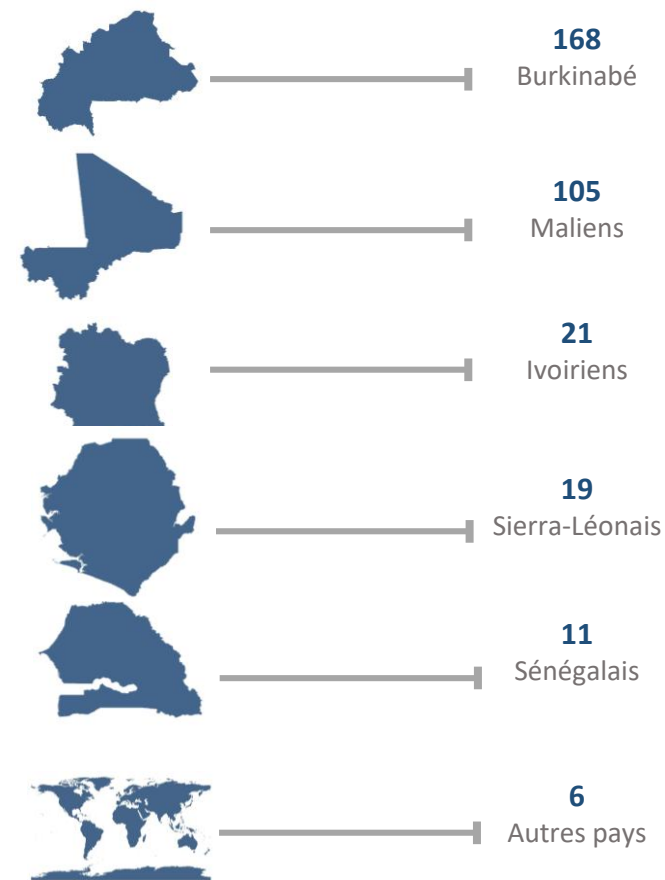 168
Burkinabé
105
Maliens
21
Ivoiriens
19
Sierra-Léonais
11
Sénégalais
6
Autres pays